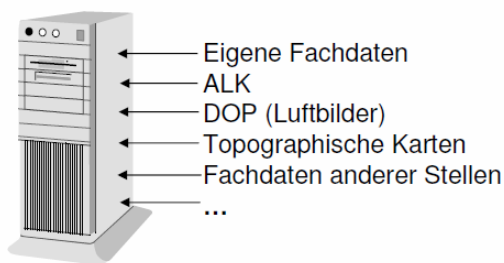 Eigene Fachdaten
ALK
DOP (Luftbilder)
Topographische Karten
Fachdaten anderer Stellen
...